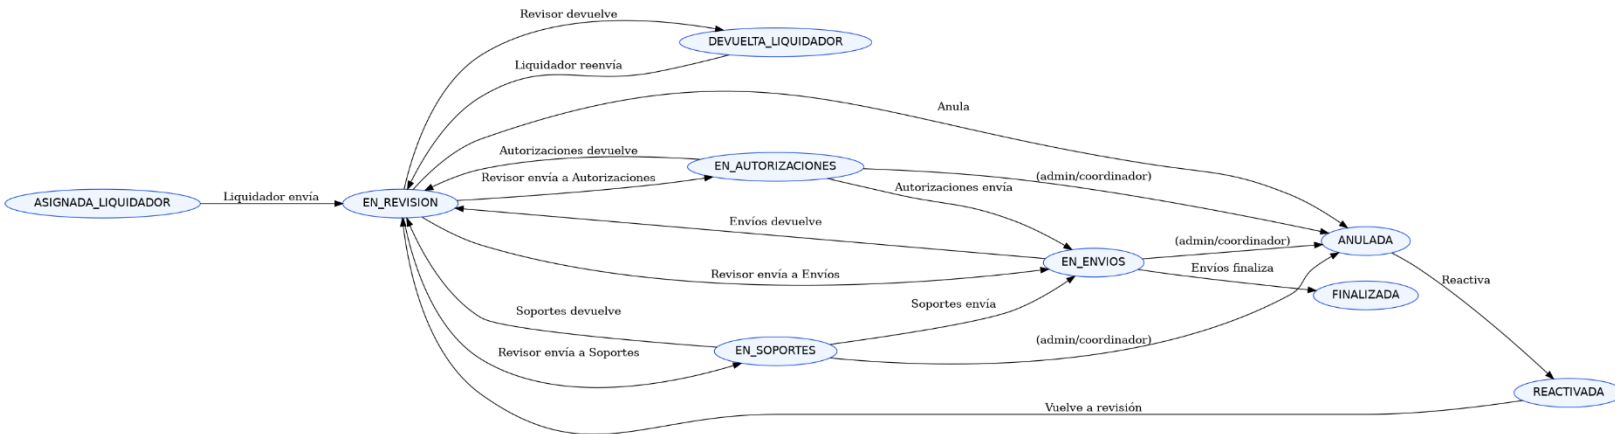 Revisor devuelve
DEVUELTA_LIQUIDADOR
Liquidador reenvía
Anula
Autorizaciones devuelve
EN_AUTORIZACIONES
Revisor envía a Autorizaciones
(admin/coordinador)
Autorizaciones envía
ASIGNADA_LIQUIDADOR
Liquidador envía
EN_REVISION
Envíos devuelve
(admin/coordinador)
ANULADA
EN_ENVIOS
Revisor envía a Envíos
Envíos finaliza
Reactiva
FINALIZADA
Soportes envía
Soportes devuelve
(admin/coordinador)
Revisor envía a Soportes
EN_SOPORTES
REACTIVADA
Vuelve a revisión